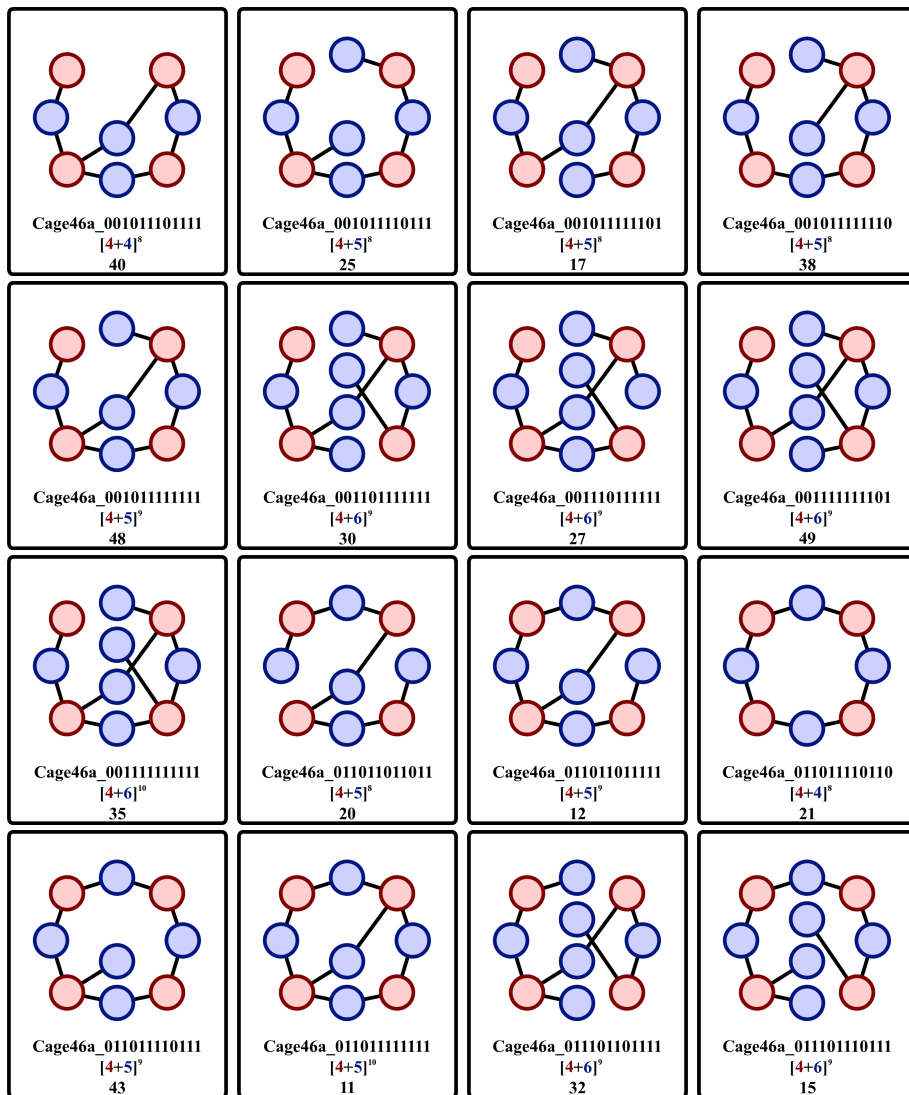 Cage46a_001011101111
[4+4]⁸
40
Cage46a_001011110111
[4+5]⁸
25
Cage46a_001011111101
[4+5]⁸
17
Cage46a_001011111110
[4+5]⁸
38
Cage46a_001011111111
[4+5]⁹
48
Cage46a_001101111111
[4+6]⁹
30
Cage46a_001110111111
[4+6]⁹
27
Cage46a_001111111101
[4+6]⁹
49
Cage46a_001111111111
[4+6]¹⁰
35
Cage46a_011011011011
[4+5]⁸
20
Cage46a_011011011111
[4+5]⁹
12
Cage46a_011011110110
[4+4]⁸
21
Cage46a_011011110111
[4+5]⁹
43
Cage46a_011011111111
[4+5]¹⁰
11
Cage46a_011101101111
[4+6]⁹
32
Cage46a_011101110111
[4+6]⁹
15